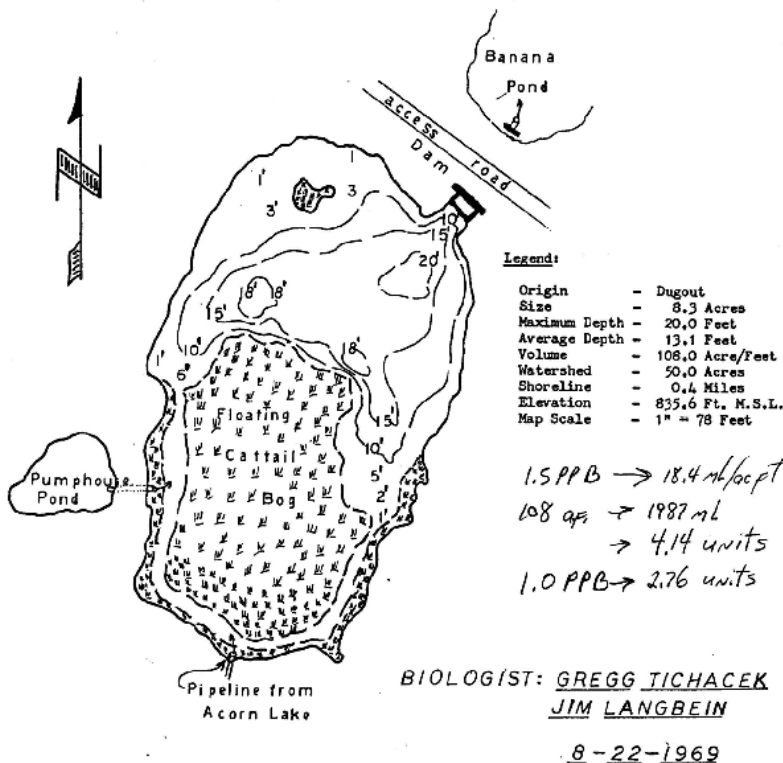 Banana
Pond
access road
Dam
N
1
1'
3
3'
10
15
20'
18'
18'
15'
18'
1'
10'
6'
15'
10'
5'
2'
1'
Floating
Cattail
Bog
Pumphouse
Pond
Pipeline from
Acorn Lake
Legend:
Origin - Dugout
Size - 8.3 Acres
Maximum Depth - 20.0 Feet
Average Depth - 13.1 Feet
Volume - 108.0 Acre/Feet
Watershed - 50.0 Acres
Shoreline - 0.4 Miles
Elevation - 835.6 Ft. M.S.L.
Map Scale - 1" = 78 Feet
1.5 PPB → 18.4 ml/ac ft
108 a.f. → 1987 ml
→ 4.14 units
1.0 PPB → 2.76 units
BIOLOGIST: GREGG TICHACEK
JIM LANGBEIN
8-22-1969